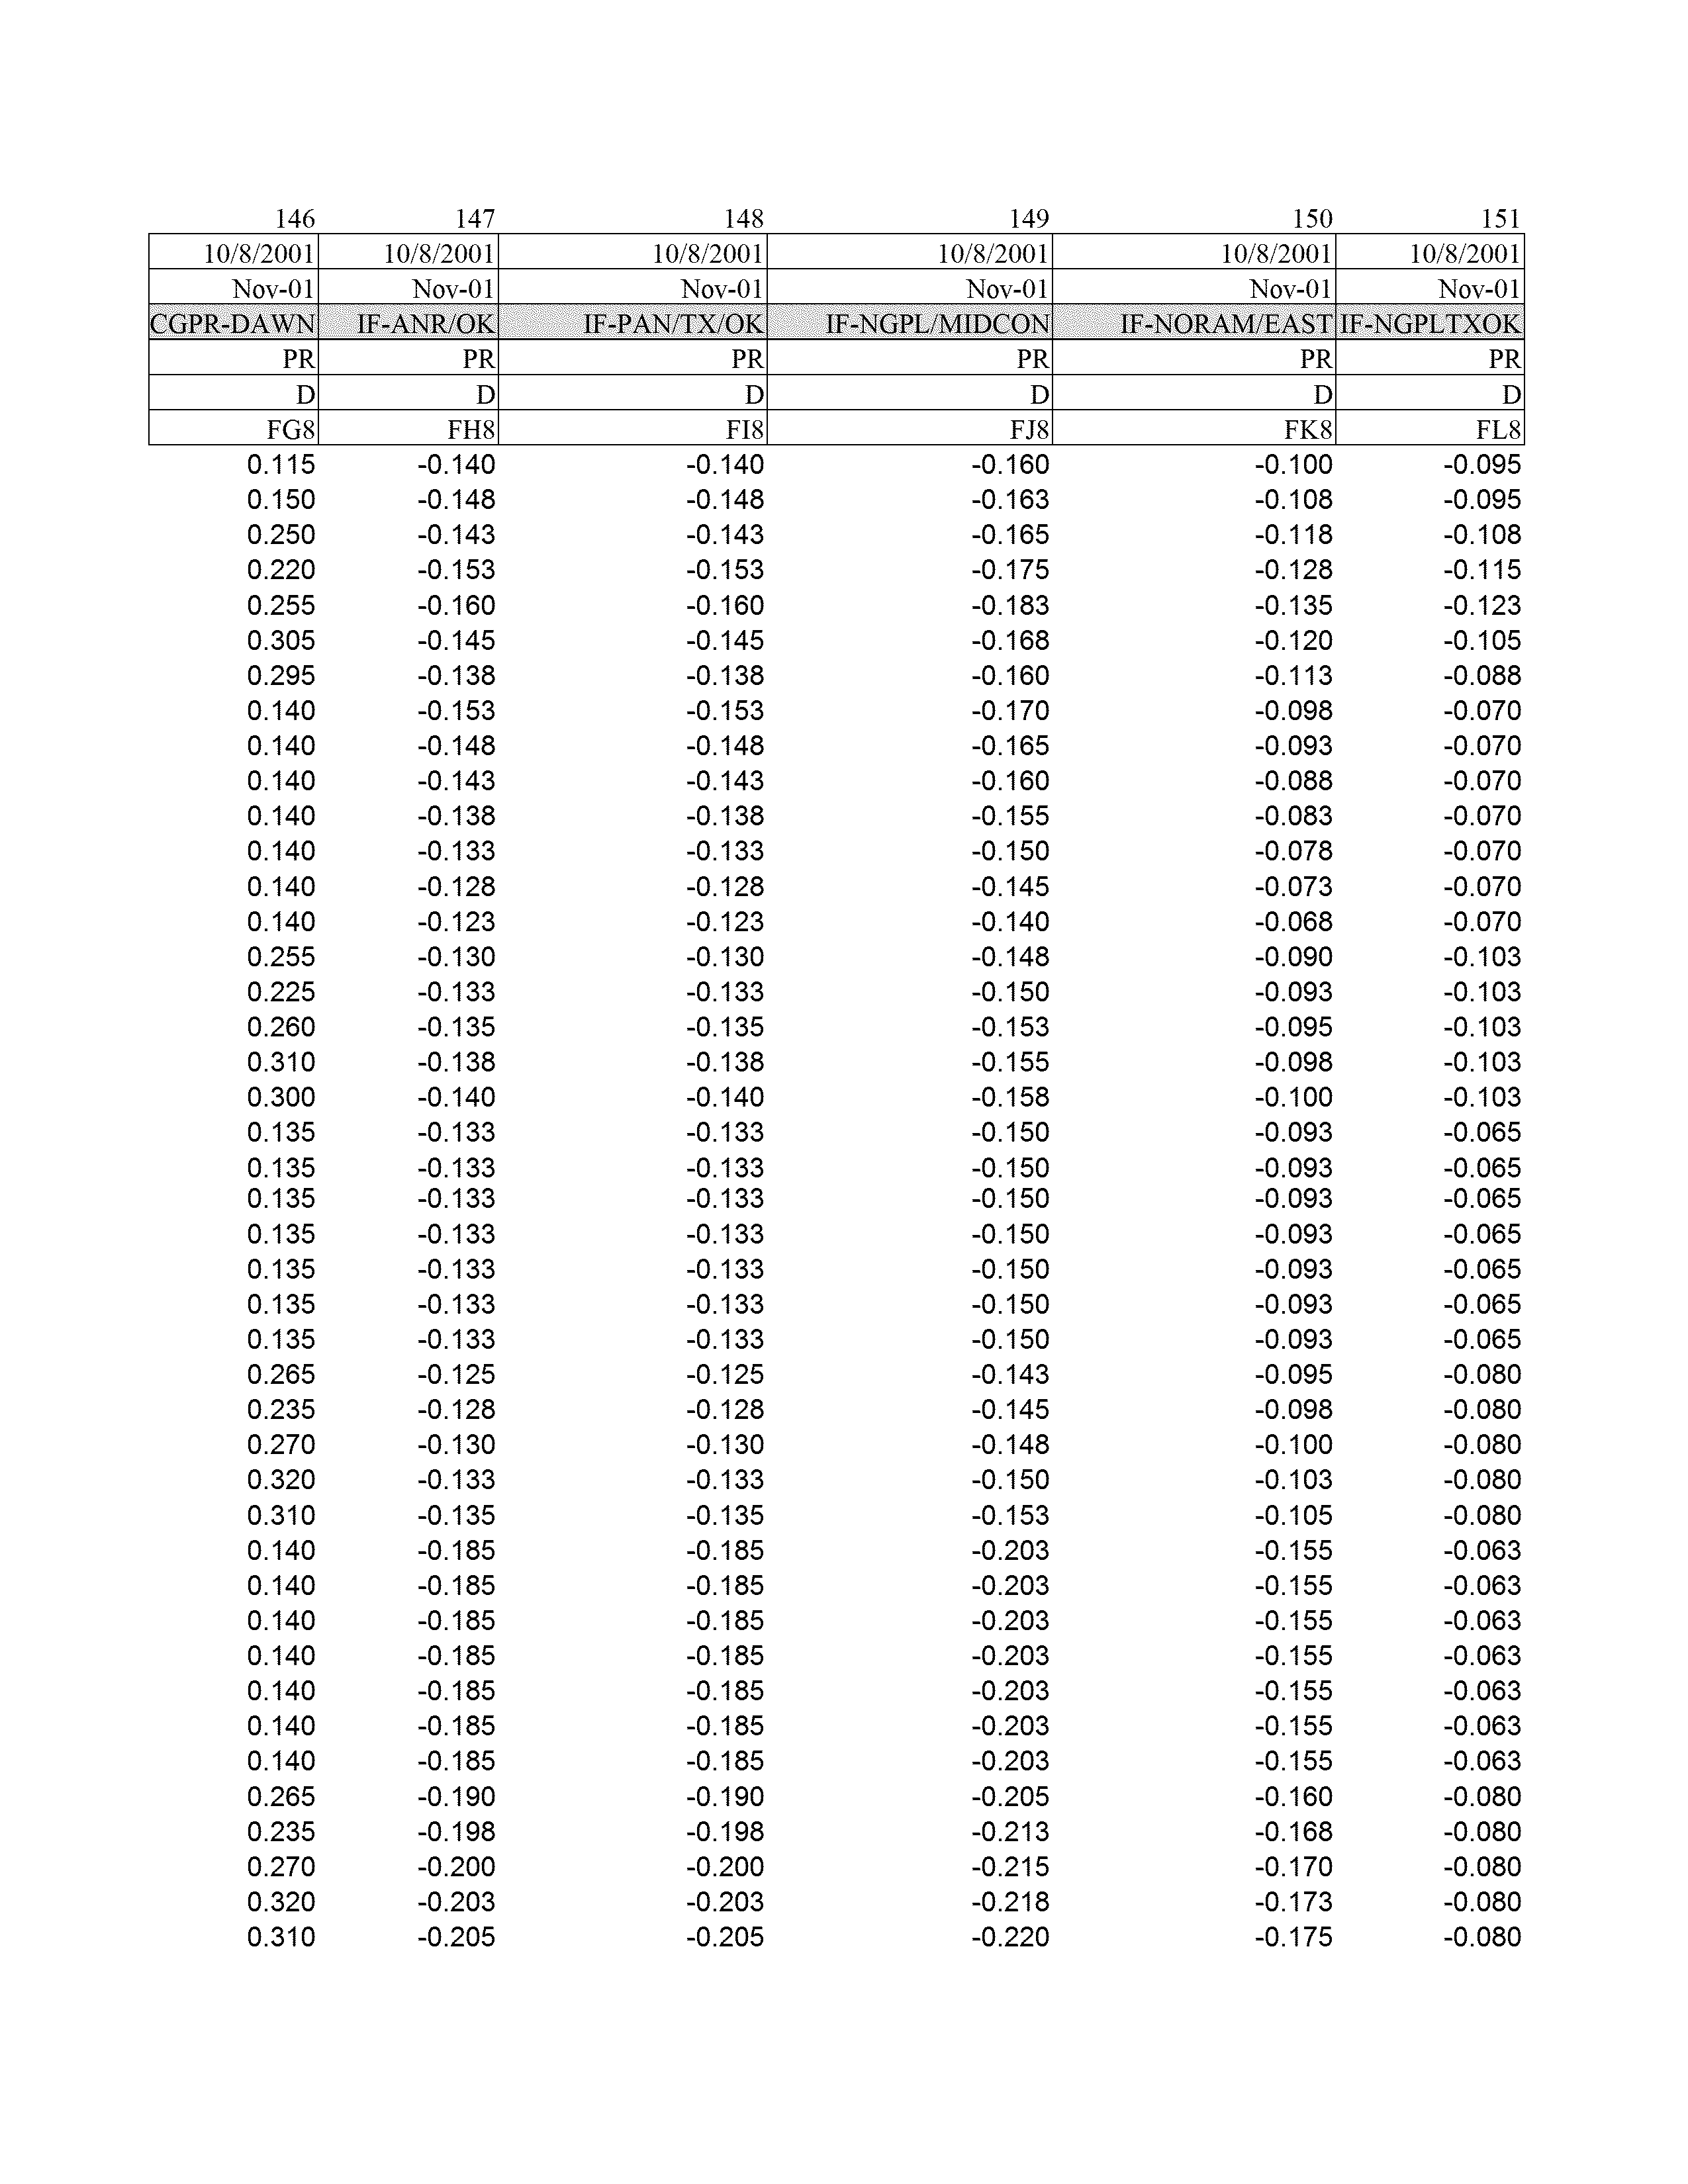 146 147 148 149 150 151
10/8/2001 10/8/2001 10/8/2001 10/8/2001 10/8/2001 10/8/2001
Nov-01 Nov-01 Nov-01 Nov-01 Nov-01 Nov-01
CGPR-DAWN IF-ANR/OK IF-PAN/TX/OK IF-NGPL/MIDCON IF-NORAM/EAST IF-NGPLTXOK
PR PR PR PR PR PR
D D D D D D
FG8 FH8 FI8 FJ8 FK8 FL8
0.115 -0.140 -0.140 -0.160 -0.100 -0.095
0.150 -0.148 -0.148 -0.163 -0.108 -0.095
0.250 -0.143 -0.143 -0.165 -0.118 -0.108
0.220 -0.153 -0.153 -0.175 -0.128 -0.115
0.255 -0.160 -0.160 -0.183 -0.135 -0.123
0.305 -0.145 -0.145 -0.168 -0.120 -0.105
0.295 -0.138 -0.138 -0.160 -0.113 -0.088
0.140 -0.153 -0.153 -0.170 -0.098 -0.070
0.140 -0.148 -0.148 -0.165 -0.093 -0.070
0.140 -0.143 -0.143 -0.160 -0.088 -0.070
0.140 -0.138 -0.138 -0.155 -0.083 -0.070
0.140 -0.133 -0.133 -0.150 -0.078 -0.070
0.140 -0.128 -0.128 -0.145 -0.073 -0.070
0.140 -0.123 -0.123 -0.140 -0.068 -0.070
0.255 -0.130 -0.130 -0.148 -0.090 -0.103
0.225 -0.133 -0.133 -0.150 -0.093 -0.103
0.260 -0.135 -0.135 -0.153 -0.095 -0.103
0.310 -0.138 -0.138 -0.155 -0.098 -0.103
0.300 -0.140 -0.140 -0.158 -0.100 -0.103
0.135 -0.133 -0.133 -0.150 -0.093 -0.065
0.135 -0.133 -0.133 -0.150 -0.093 -0.065
0.135 -0.133 -0.133 -0.150 -0.093 -0.065
0.135 -0.133 -0.133 -0.150 -0.093 -0.065
0.135 -0.133 -0.133 -0.150 -0.093 -0.065
0.135 -0.133 -0.133 -0.150 -0.093 -0.065
0.135 -0.133 -0.133 -0.150 -0.093 -0.065
0.265 -0.125 -0.125 -0.143 -0.095 -0.080
0.235 -0.128 -0.128 -0.145 -0.098 -0.080
0.270 -0.130 -0.130 -0.148 -0.100 -0.080
0.320 -0.133 -0.133 -0.150 -0.103 -0.080
0.310 -0.135 -0.135 -0.153 -0.105 -0.080
0.140 -0.185 -0.185 -0.203 -0.155 -0.063
0.140 -0.185 -0.185 -0.203 -0.155 -0.063
0.140 -0.185 -0.185 -0.203 -0.155 -0.063
0.140 -0.185 -0.185 -0.203 -0.155 -0.063
0.140 -0.185 -0.185 -0.203 -0.155 -0.063
0.140 -0.185 -0.185 -0.203 -0.155 -0.063
0.140 -0.185 -0.185 -0.203 -0.155 -0.063
0.265 -0.190 -0.190 -0.205 -0.160 -0.080
0.235 -0.198 -0.198 -0.213 -0.168 -0.080
0.270 -0.200 -0.200 -0.215 -0.170 -0.080
0.320 -0.203 -0.203 -0.218 -0.173 -0.080
0.310 -0.205 -0.205 -0.220 -0.175 -0.080